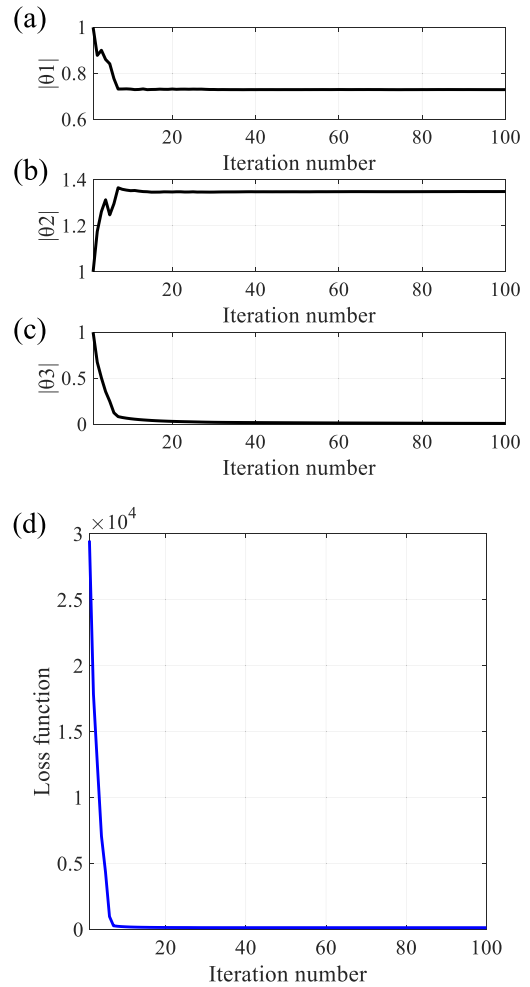 (a)
1
0.8
0.6
|θ1|
20 40 60 80 100
Iteration number
(b)
1.4
1.2
1
|θ2|
20 40 60 80 100
Iteration number
(c)
1
0.5
0
|θ3|
20 40 60 80 100
Iteration number
(d)
×10⁴
3
2.5
2
1.5
1
0.5
0
Loss function
20 40 60 80 100
Iteration number